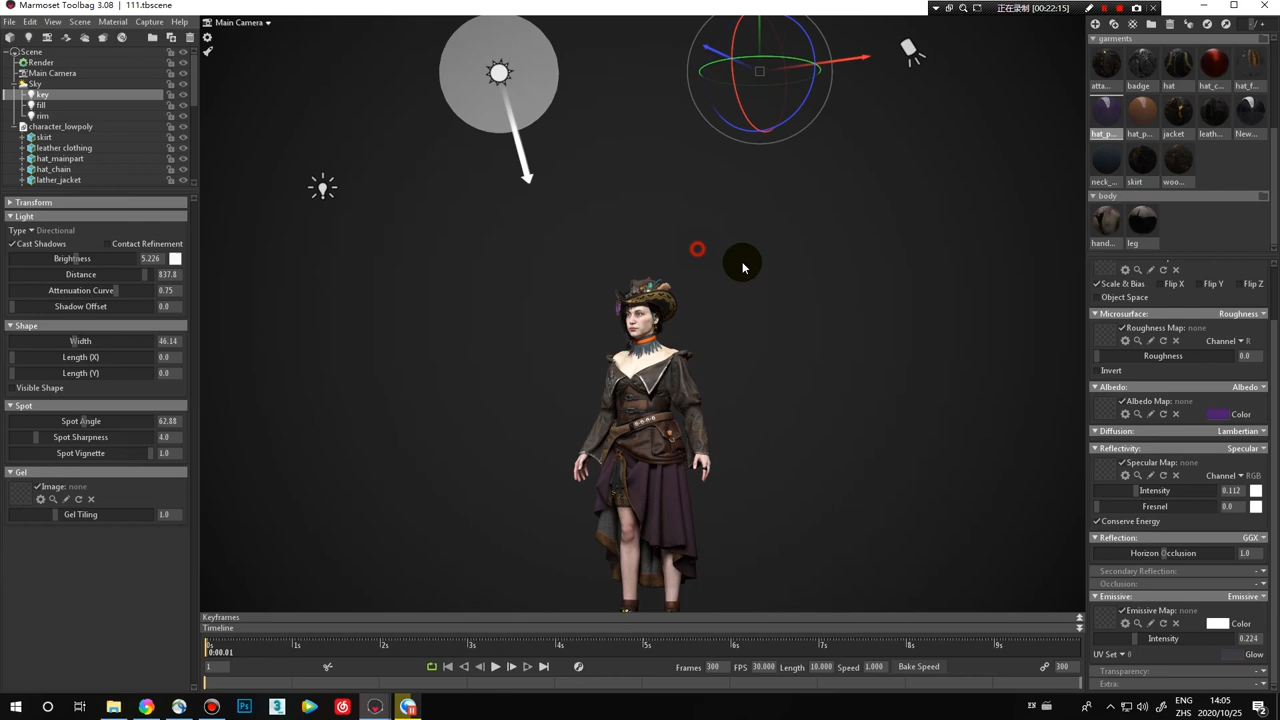 Marmoset Toolbag 3.08 - 111.tbscene
正在录制 [00:22:15]
File Edit View Scene Material Capture Help
Main Camera
Scene
Render
Main Camera
Sky
key
fill
rim
character_lowpoly
skirt
leather clothing
hat_mainpart
hat_chain
lather_jacket
Transform
Light
Type Directional
Cast Shadows Contact Refinement
Brightness 5.226
Distance 837.8
Attenuation Curve 0.75
Shadow Offset 0.0
Shape
Width 46.14
Length (X) 0.0
Length (Y) 0.0
Visible Shape
Spot
Spot Angle 62.88
Spot Sharpness 4.0
Spot Vignette 1.0
Gel
Image: none
Gel Tiling 1.0
garments
atta... badge hat hat_c... hat_f...
hat_p... hat_p... jacket leath... New...
neck_... skirt woo...
body
hand... leg
Scale & Bias Flip X Flip Y Flip Z
Object Space
Microsurface: Roughness
Roughness Map: none
Channel R
Roughness 0.0
Invert
Albedo: Albedo
Albedo Map: none
Color
Diffusion: Lambertian
Reflectivity: Specular
Specular Map: none
Channel RGB
Intensity 0.112
Fresnel 0.0
Conserve Energy
Reflection: GGX
Horizon Occlusion 1.0
Secondary Reflection: -
Occlusion: -
Emissive: Emissive
Emissive Map: none
Color
Intensity 0.224
UV Set 0 Glow
Transparency: -
Extra: -
Keyframes
Timeline
0s 1s 2s 3s 4s 5s 6s 7s 8s 9s
0:00.01
1 Frames 300 FPS 30.000 Length 10.000 Speed 1.000 Bake Speed 300
ENG
ZHS
14:05
2020/10/25
2